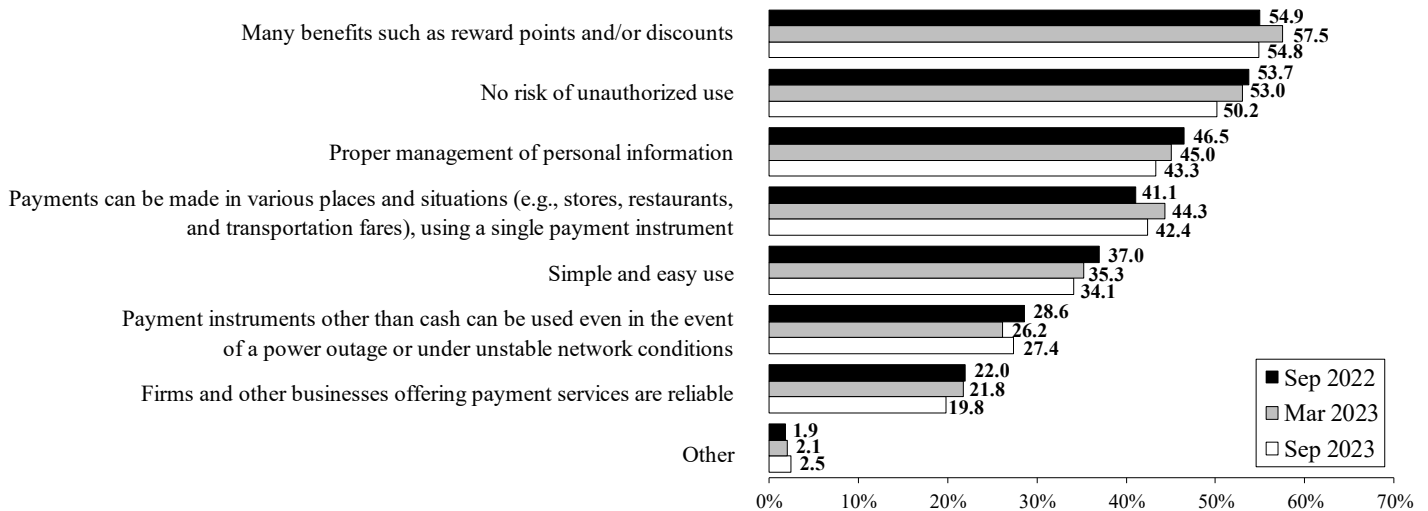 Many benefits such as reward points and/or discounts
54.9
57.5
54.8
No risk of unauthorized use
53.7
53.0
50.2
Proper management of personal information
46.5
45.0
43.3
Payments can be made in various places and situations (e.g., stores, restaurants,
and transportation fares), using a single payment instrument
41.1
44.3
42.4
Simple and easy use
37.0
35.3
34.1
Payment instruments other than cash can be used even in the event
of a power outage or under unstable network conditions
28.6
26.2
27.4
Firms and other businesses offering payment services are reliable
22.0
21.8
19.8
Other
1.9
2.1
2.5
Sep 2022
Mar 2023
Sep 2023
0% 10% 20% 30% 40% 50% 60% 70%